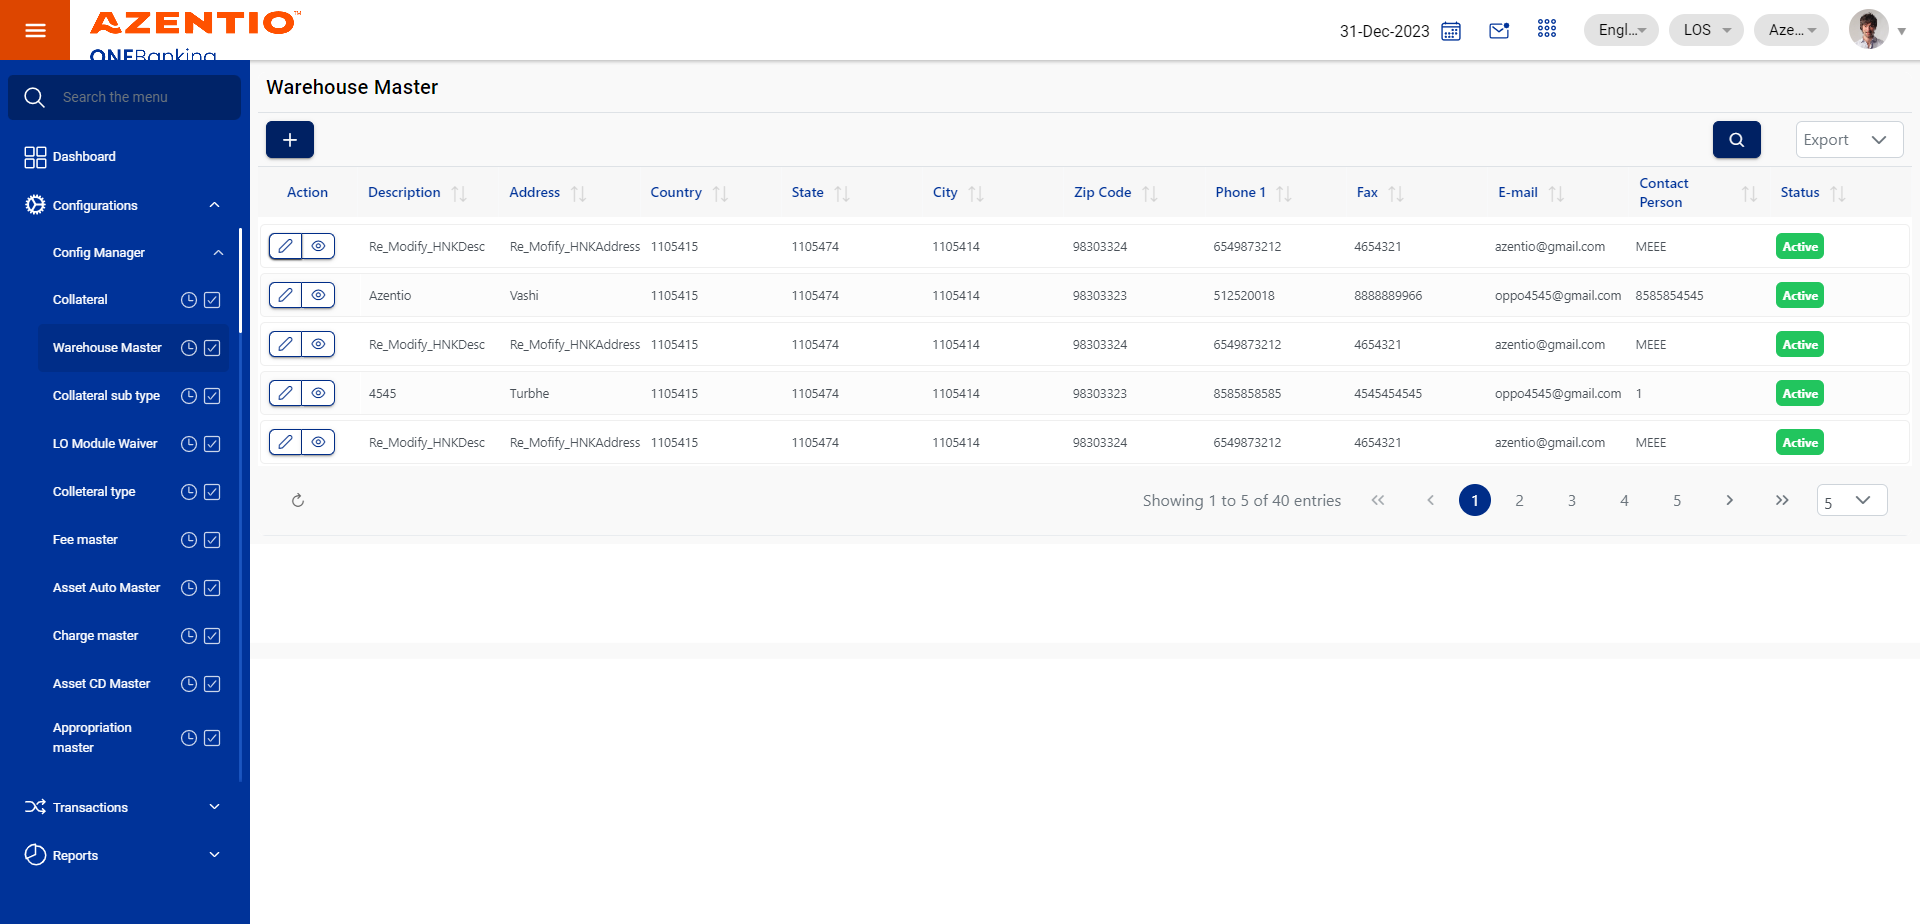 AZENTIO™
ONEBanking
31-Dec-2023
Engl...
LOS
Aze...
Search the menu
Dashboard
Configurations
Config Manager
Collateral
Warehouse Master
Collateral sub type
LO Module Waiver
Colleteral type
Fee master
Asset Auto Master
Charge master
Asset CD Master
Appropriation
master
Transactions
Reports
Warehouse Master
Export
Action Description Address Country State City Zip Code Phone 1 Fax E-mail Contact Person Status
Re_Modify_HNKDesc Re_Mofify_HNKAddress 1105415 1105474 1105414 98303324 6549873212 4654321 azentio@gmail.com MEEE Active
Azentio Vashi 1105415 1105474 1105414 98303323 512520018 8888889966 oppo4545@gmail.com 8585854545 Active
Re_Modify_HNKDesc Re_Mofify_HNKAddress 1105415 1105474 1105414 98303324 6549873212 4654321 azentio@gmail.com MEEE Active
4545 Turbhe 1105415 1105474 1105414 98303323 8585858585 4545454545 oppo4545@gmail.com 1 Active
Re_Modify_HNKDesc Re_Mofify_HNKAddress 1105415 1105474 1105414 98303324 6549873212 4654321 azentio@gmail.com MEEE Active
Showing 1 to 5 of 40 entries 1 2 3 4 5 5